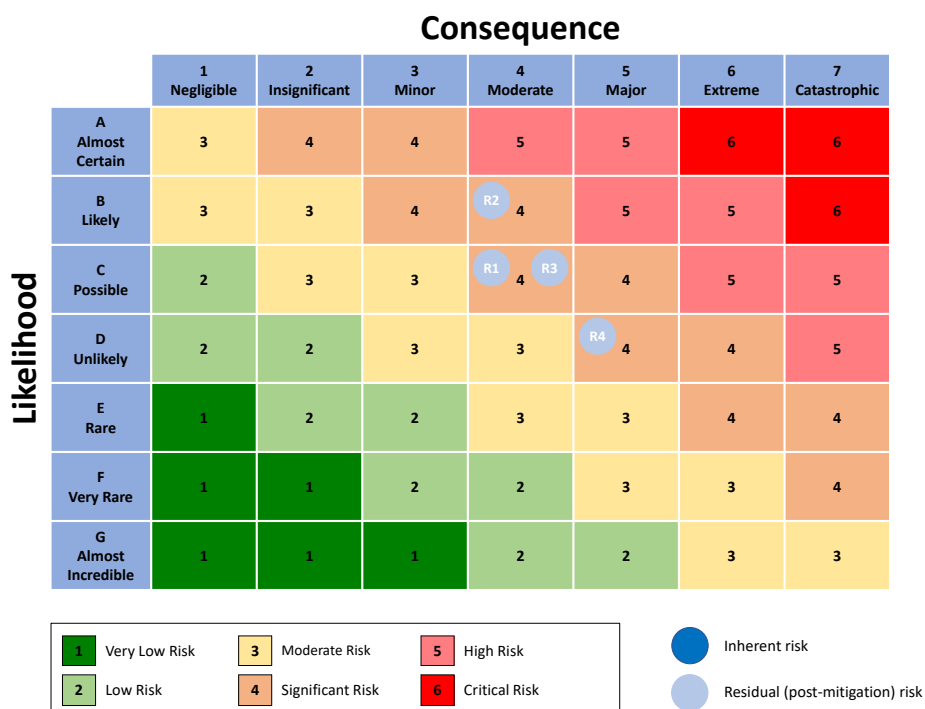 Consequence
1 2 3 4 5 6 7
Negligible Insignificant Minor Moderate Major Extreme Catastrophic
Likelihood
A
Almost
Certain
3 4 4 5 5 6 6
B
Likely
3 3 4 R2 4 5 5 6
C
Possible
2 3 3 R1 4 R3 4 5 5
D
Unlikely
2 2 3 3 R4 4 4 5
E
Rare
1 2 2 3 3 4 4
F
Very Rare
1 1 2 2 3 3 4
G
Almost
Incredible
1 1 1 2 2 3 3
1 Very Low Risk 3 Moderate Risk 5 High Risk
2 Low Risk 4 Significant Risk 6 Critical Risk
Inherent risk
Residual (post-mitigation) risk